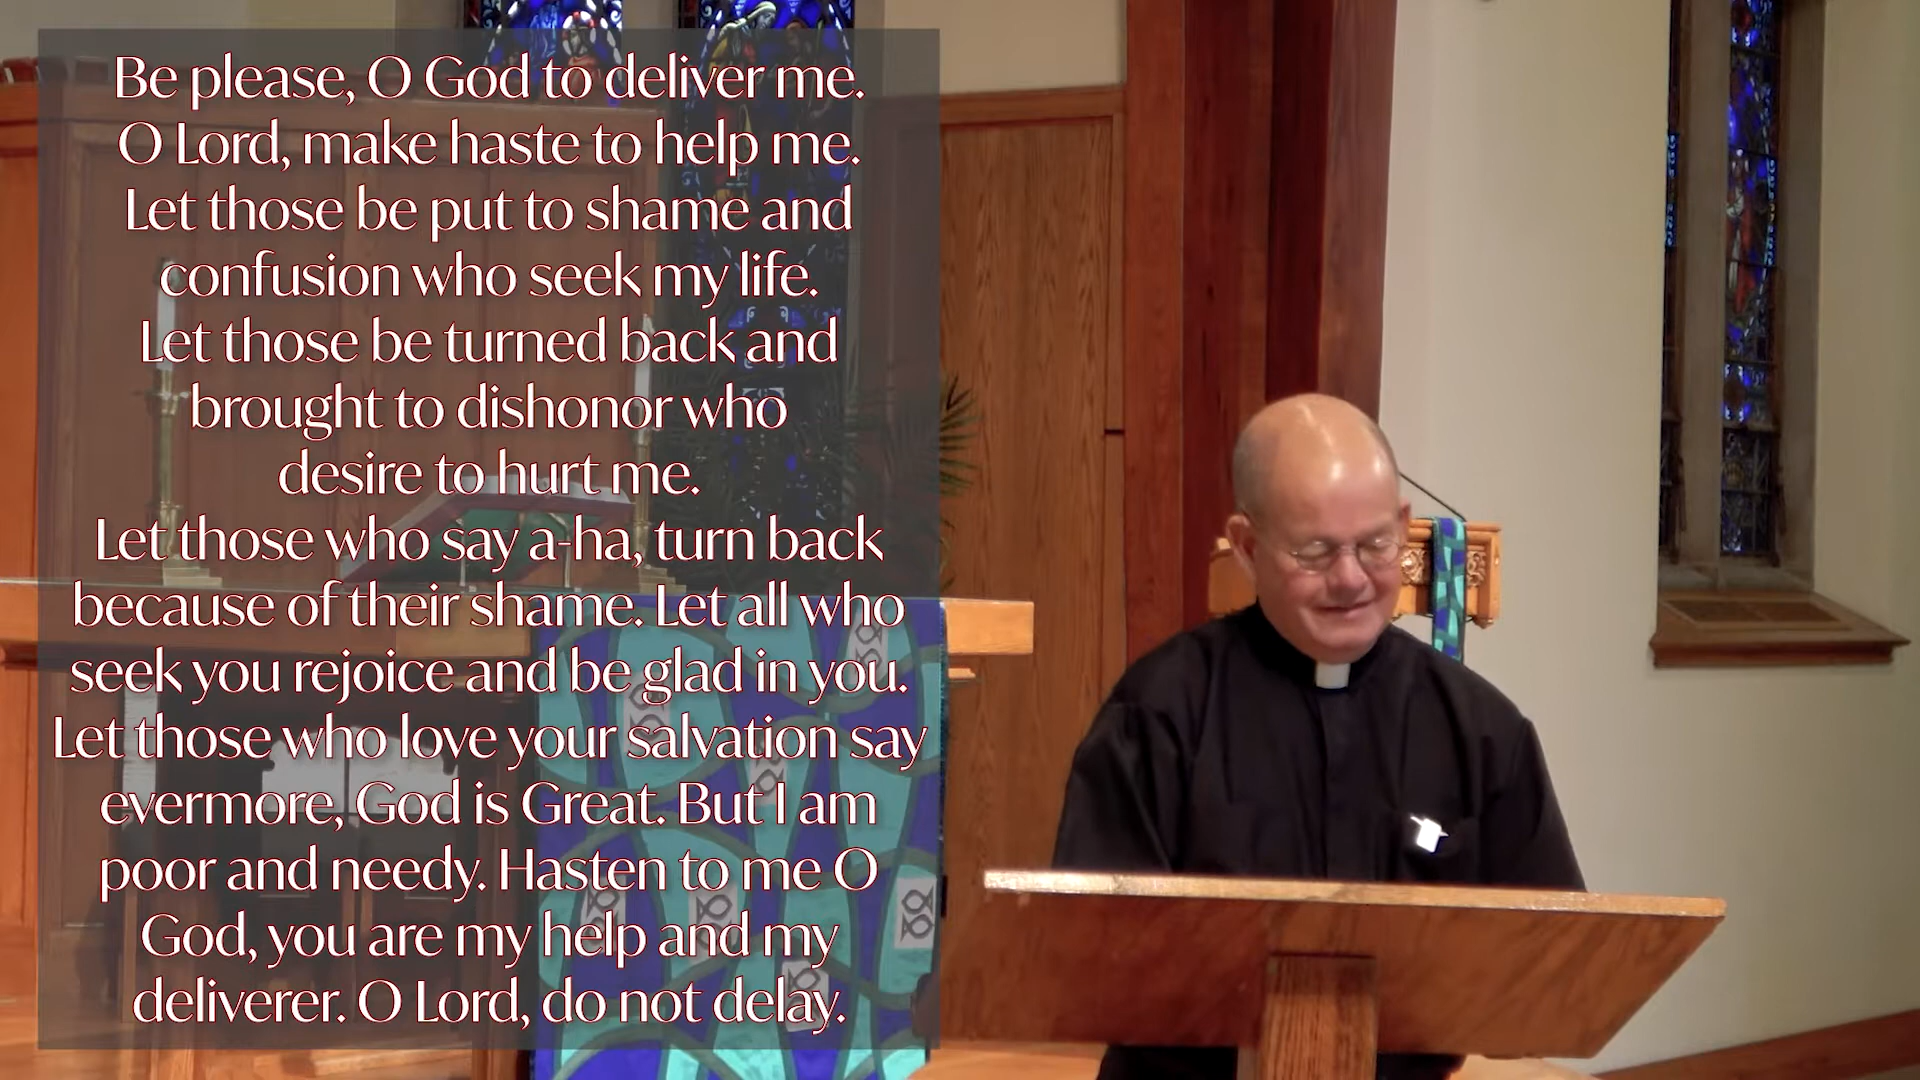 Be please, O God to deliver me.
O Lord, make haste to help me.
Let those be put to shame and
confusion who seek my life.
Let those be turned back and
brought to dishonor who
desire to hurt me.
Let those who say a-ha, turn back
because of their shame. Let all who
seek you rejoice and be glad in you.
Let those who love your salvation say
evermore, God is Great. But I am
poor and needy. Hasten to me O
God, you are my help and my
deliverer. O Lord, do not delay.